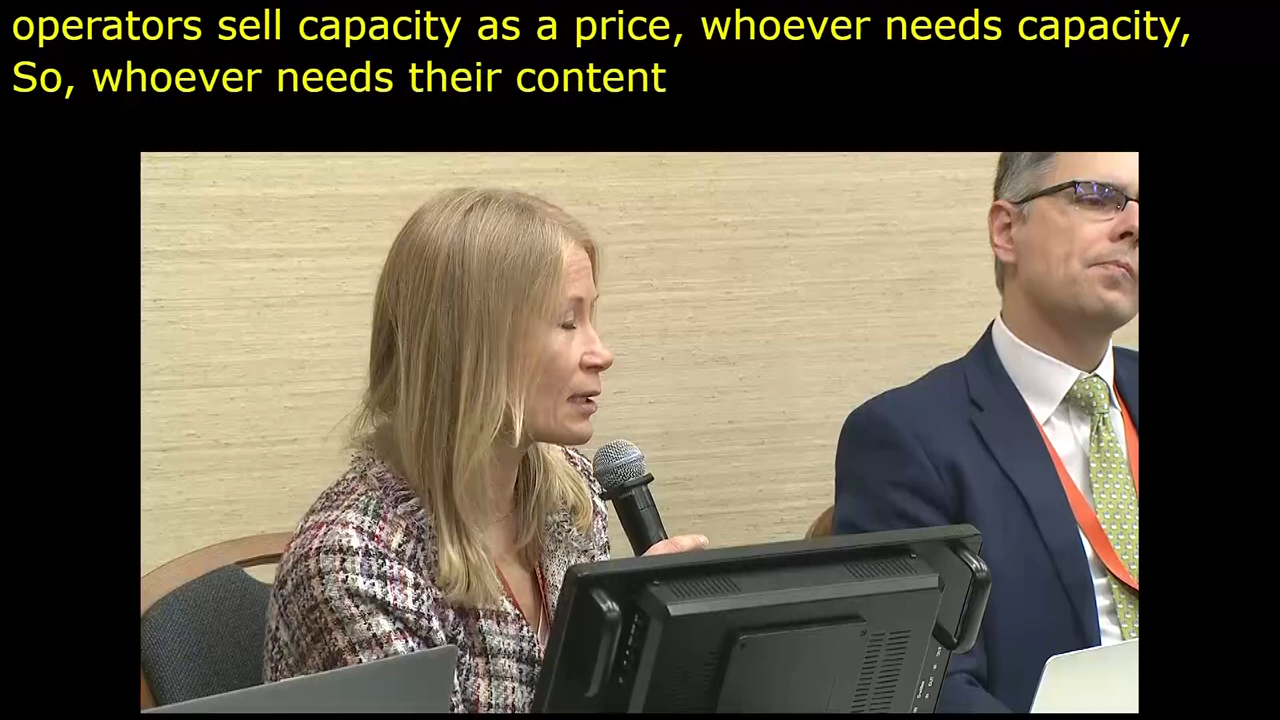 operators sell capacity as a price, whoever needs capacity,
So, whoever needs their content